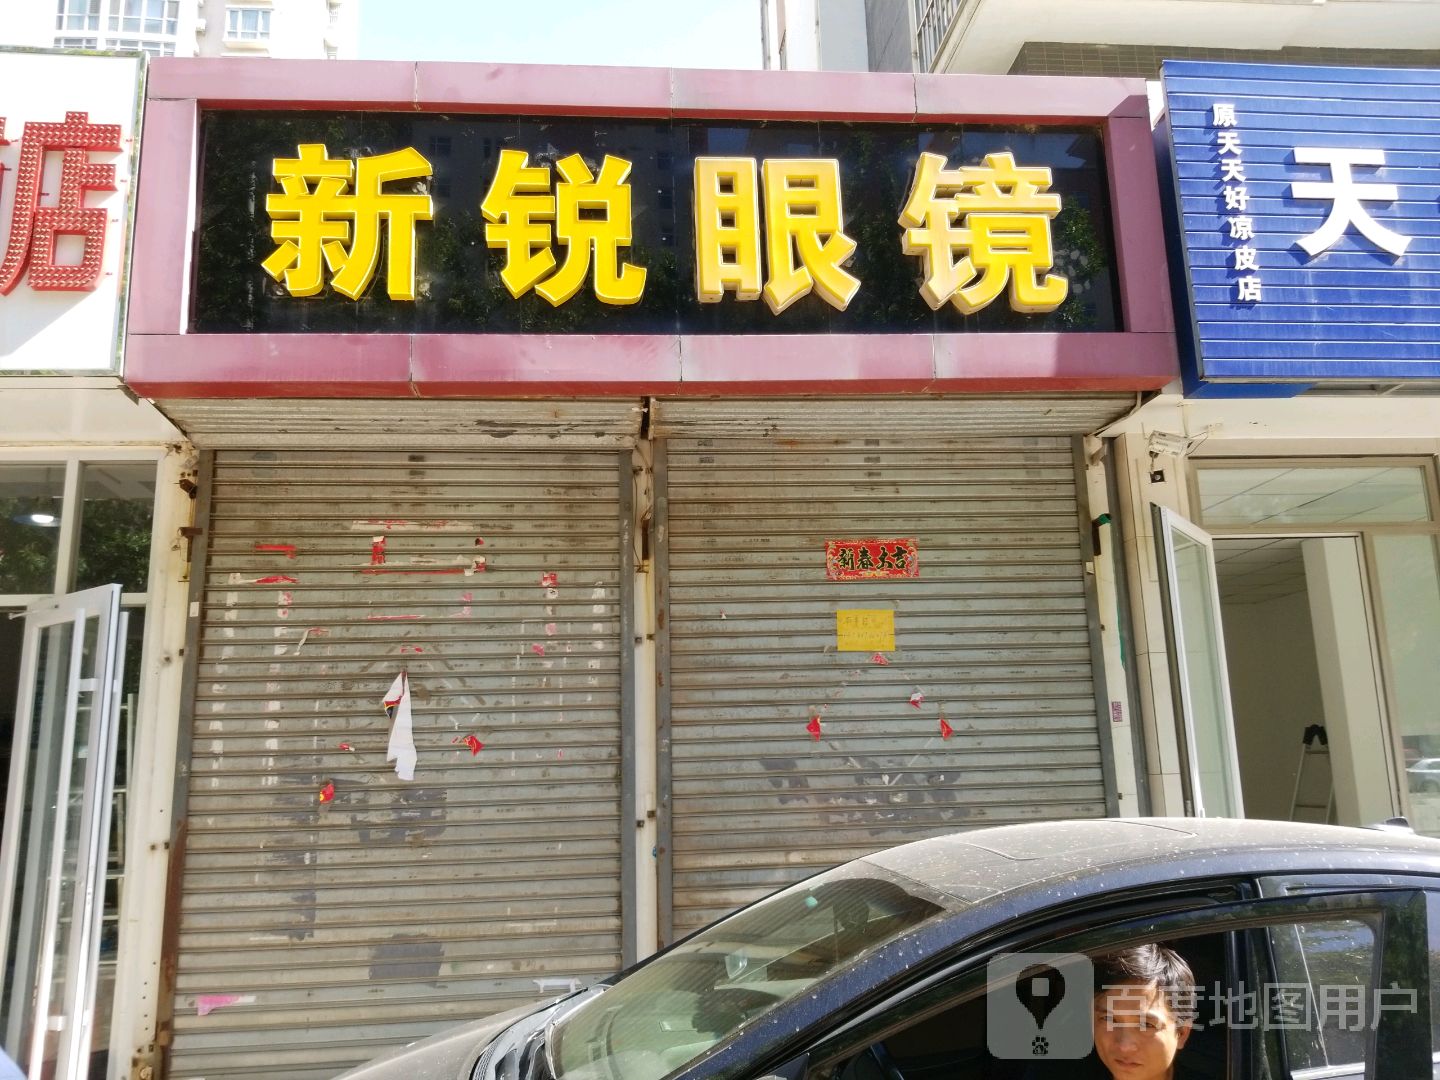 店
新锐眼镜
原天天好凉皮店
天
新春大吉
百度地图用户